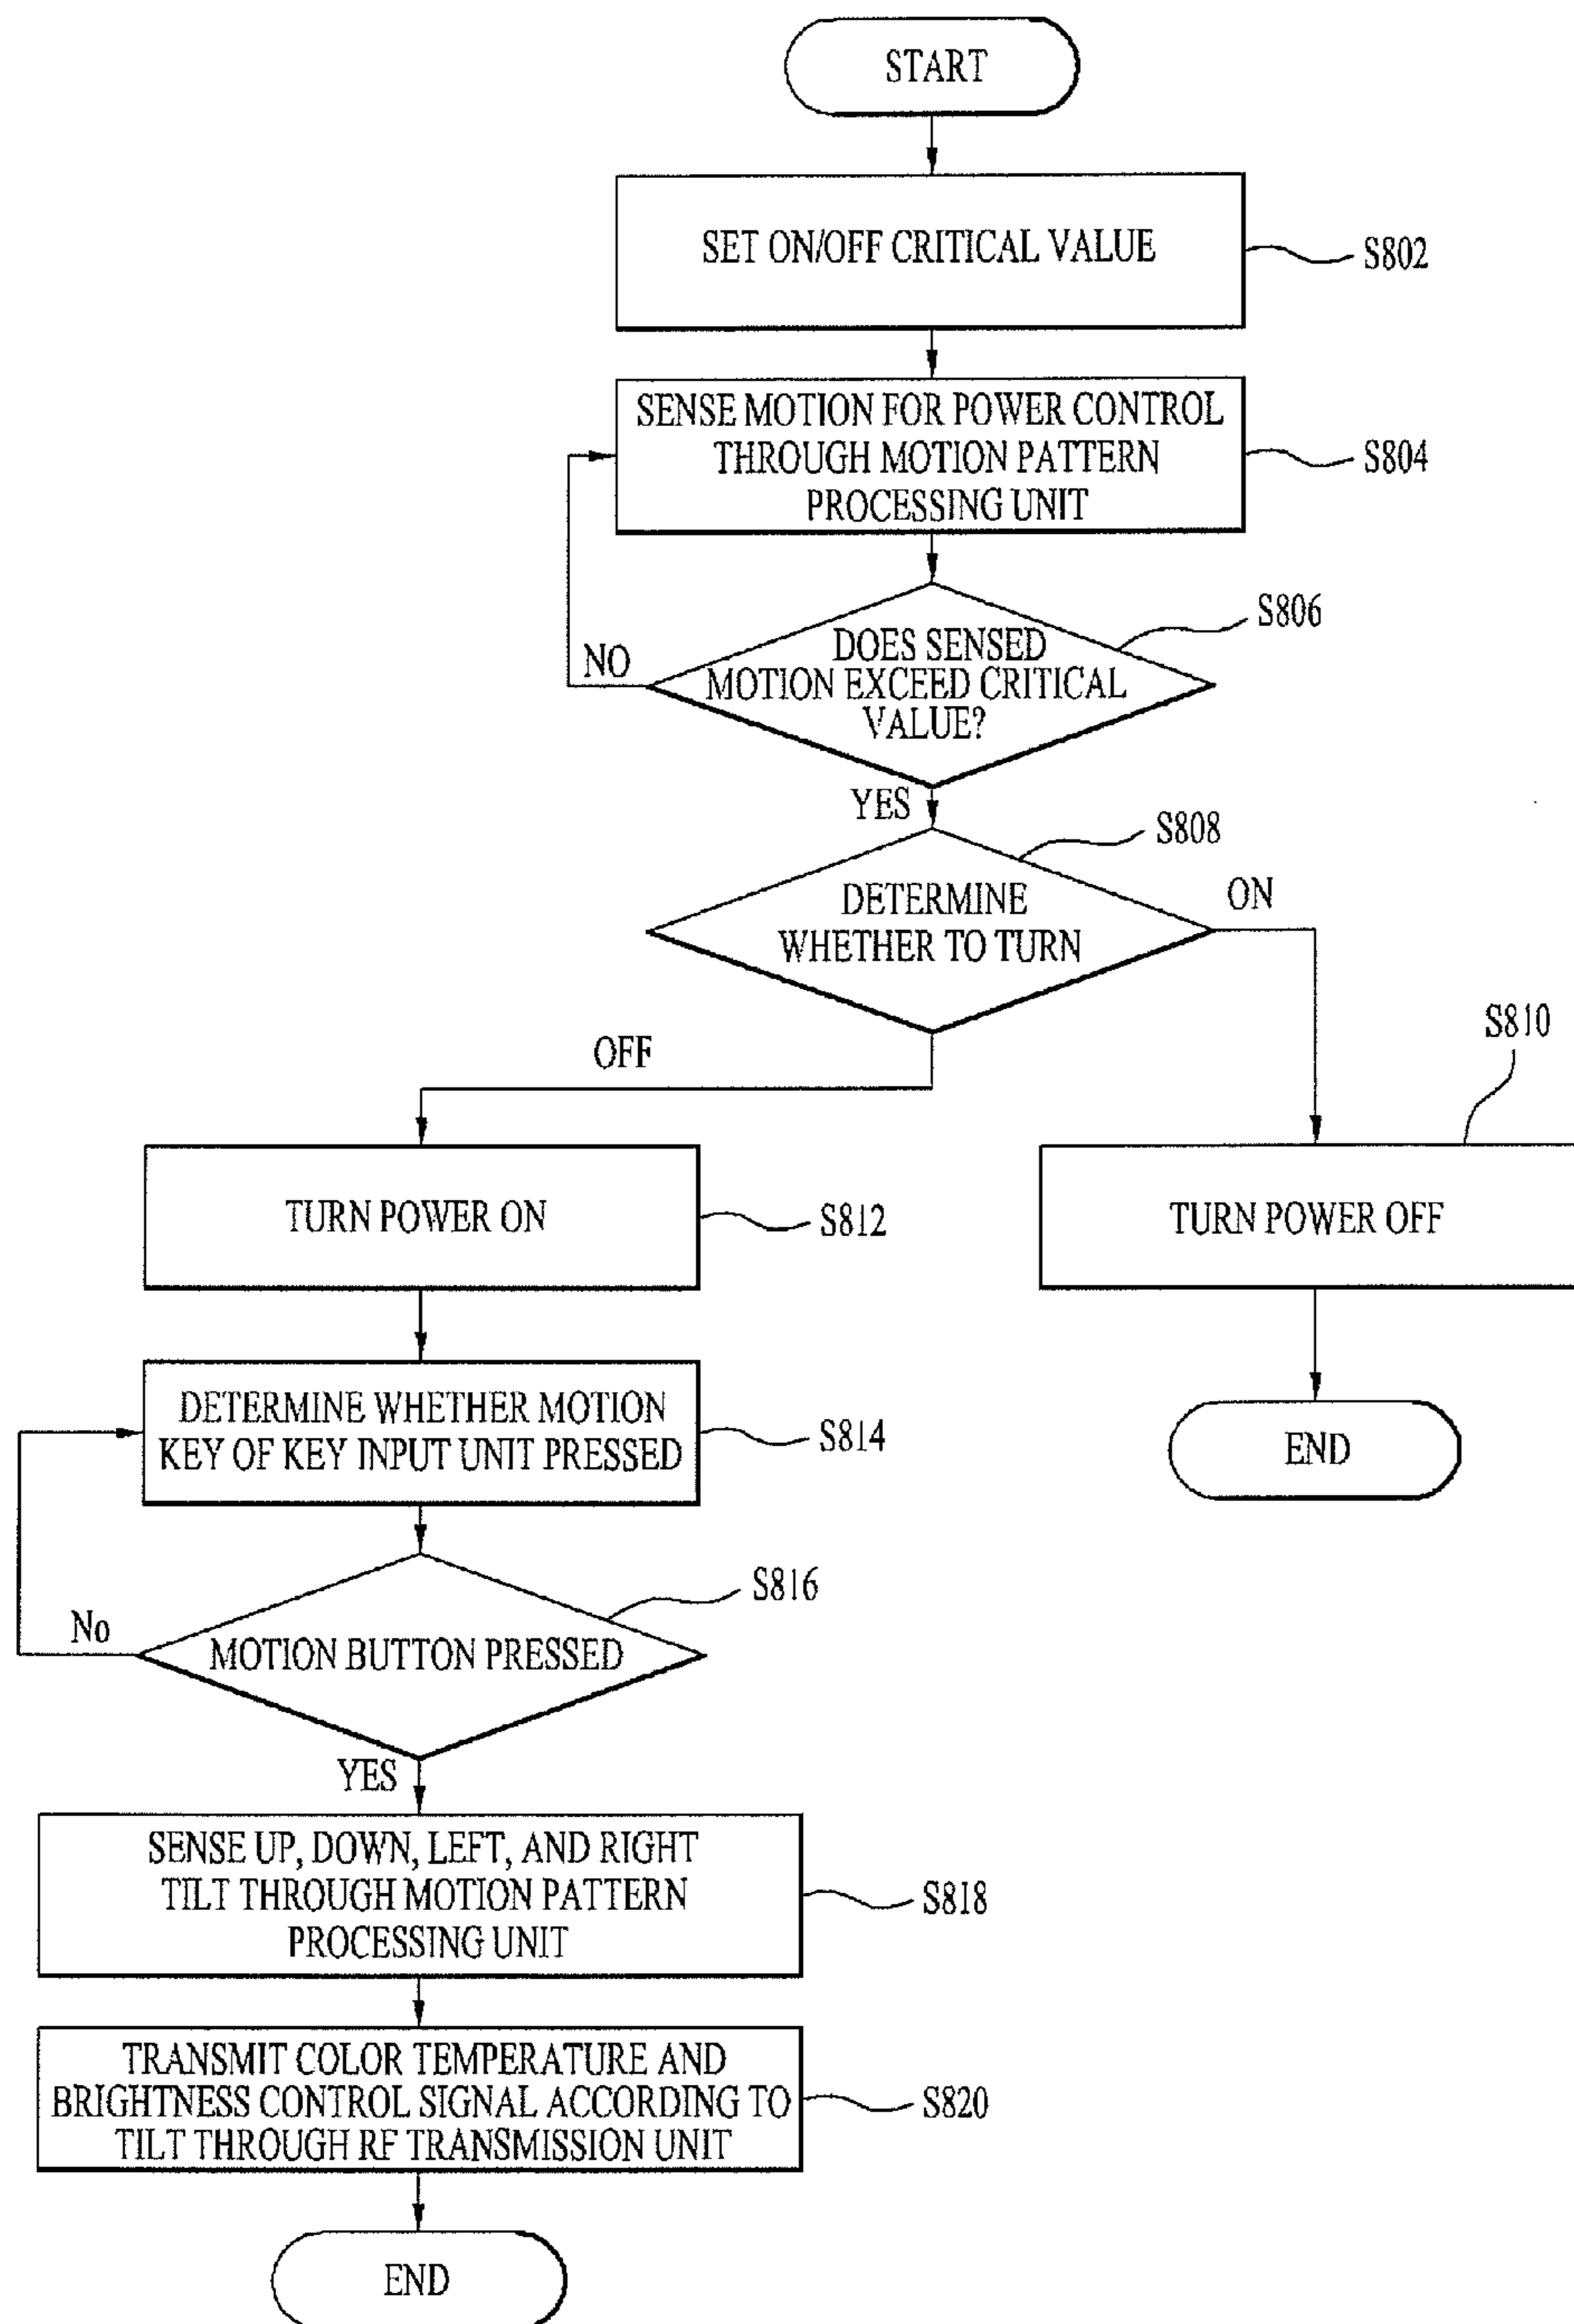 START
SET ON/OFF CRITICAL VALUE
S802
SENSE MOTION FOR POWER CONTROL
THROUGH MOTION PATTERN
PROCESSING UNIT
S804
DOES SENSED
MOTION EXCEED CRITICAL
VALUE?
S806
NO
YES
DETERMINE
WHETHER TO TURN
S808
ON
OFF
S810
TURN POWER ON
S812
TURN POWER OFF
DETERMINE WHETHER MOTION
KEY OF KEY INPUT UNIT PRESSED
S814
END
MOTION BUTTON PRESSED
S816
No
YES
SENSE UP, DOWN, LEFT, AND RIGHT
TILT THROUGH MOTION PATTERN
PROCESSING UNIT
S818
TRANSMIT COLOR TEMPERATURE AND
BRIGHTNESS CONTROL SIGNAL ACCORDING TO
TILT THROUGH RF TRANSMISSION UNIT
S820
END